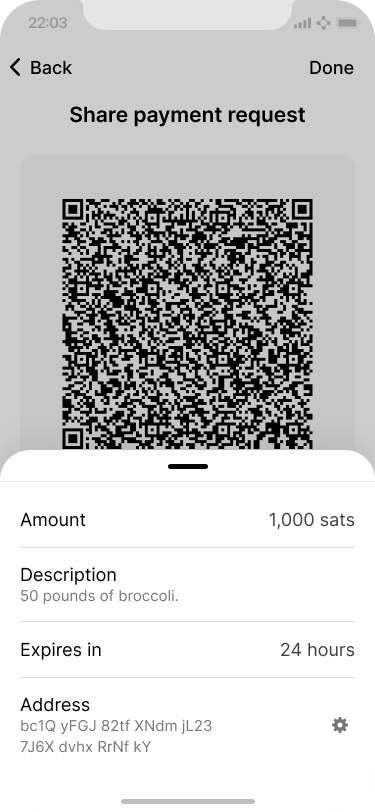 22:03
Back
Done
Share payment request
Amount
1,000 sats
Description
50 pounds of broccoli.
Expires in
24 hours
Address
bc1Q yFGJ 82tf XNdm jL23
7J6X dvhx RrNf kY